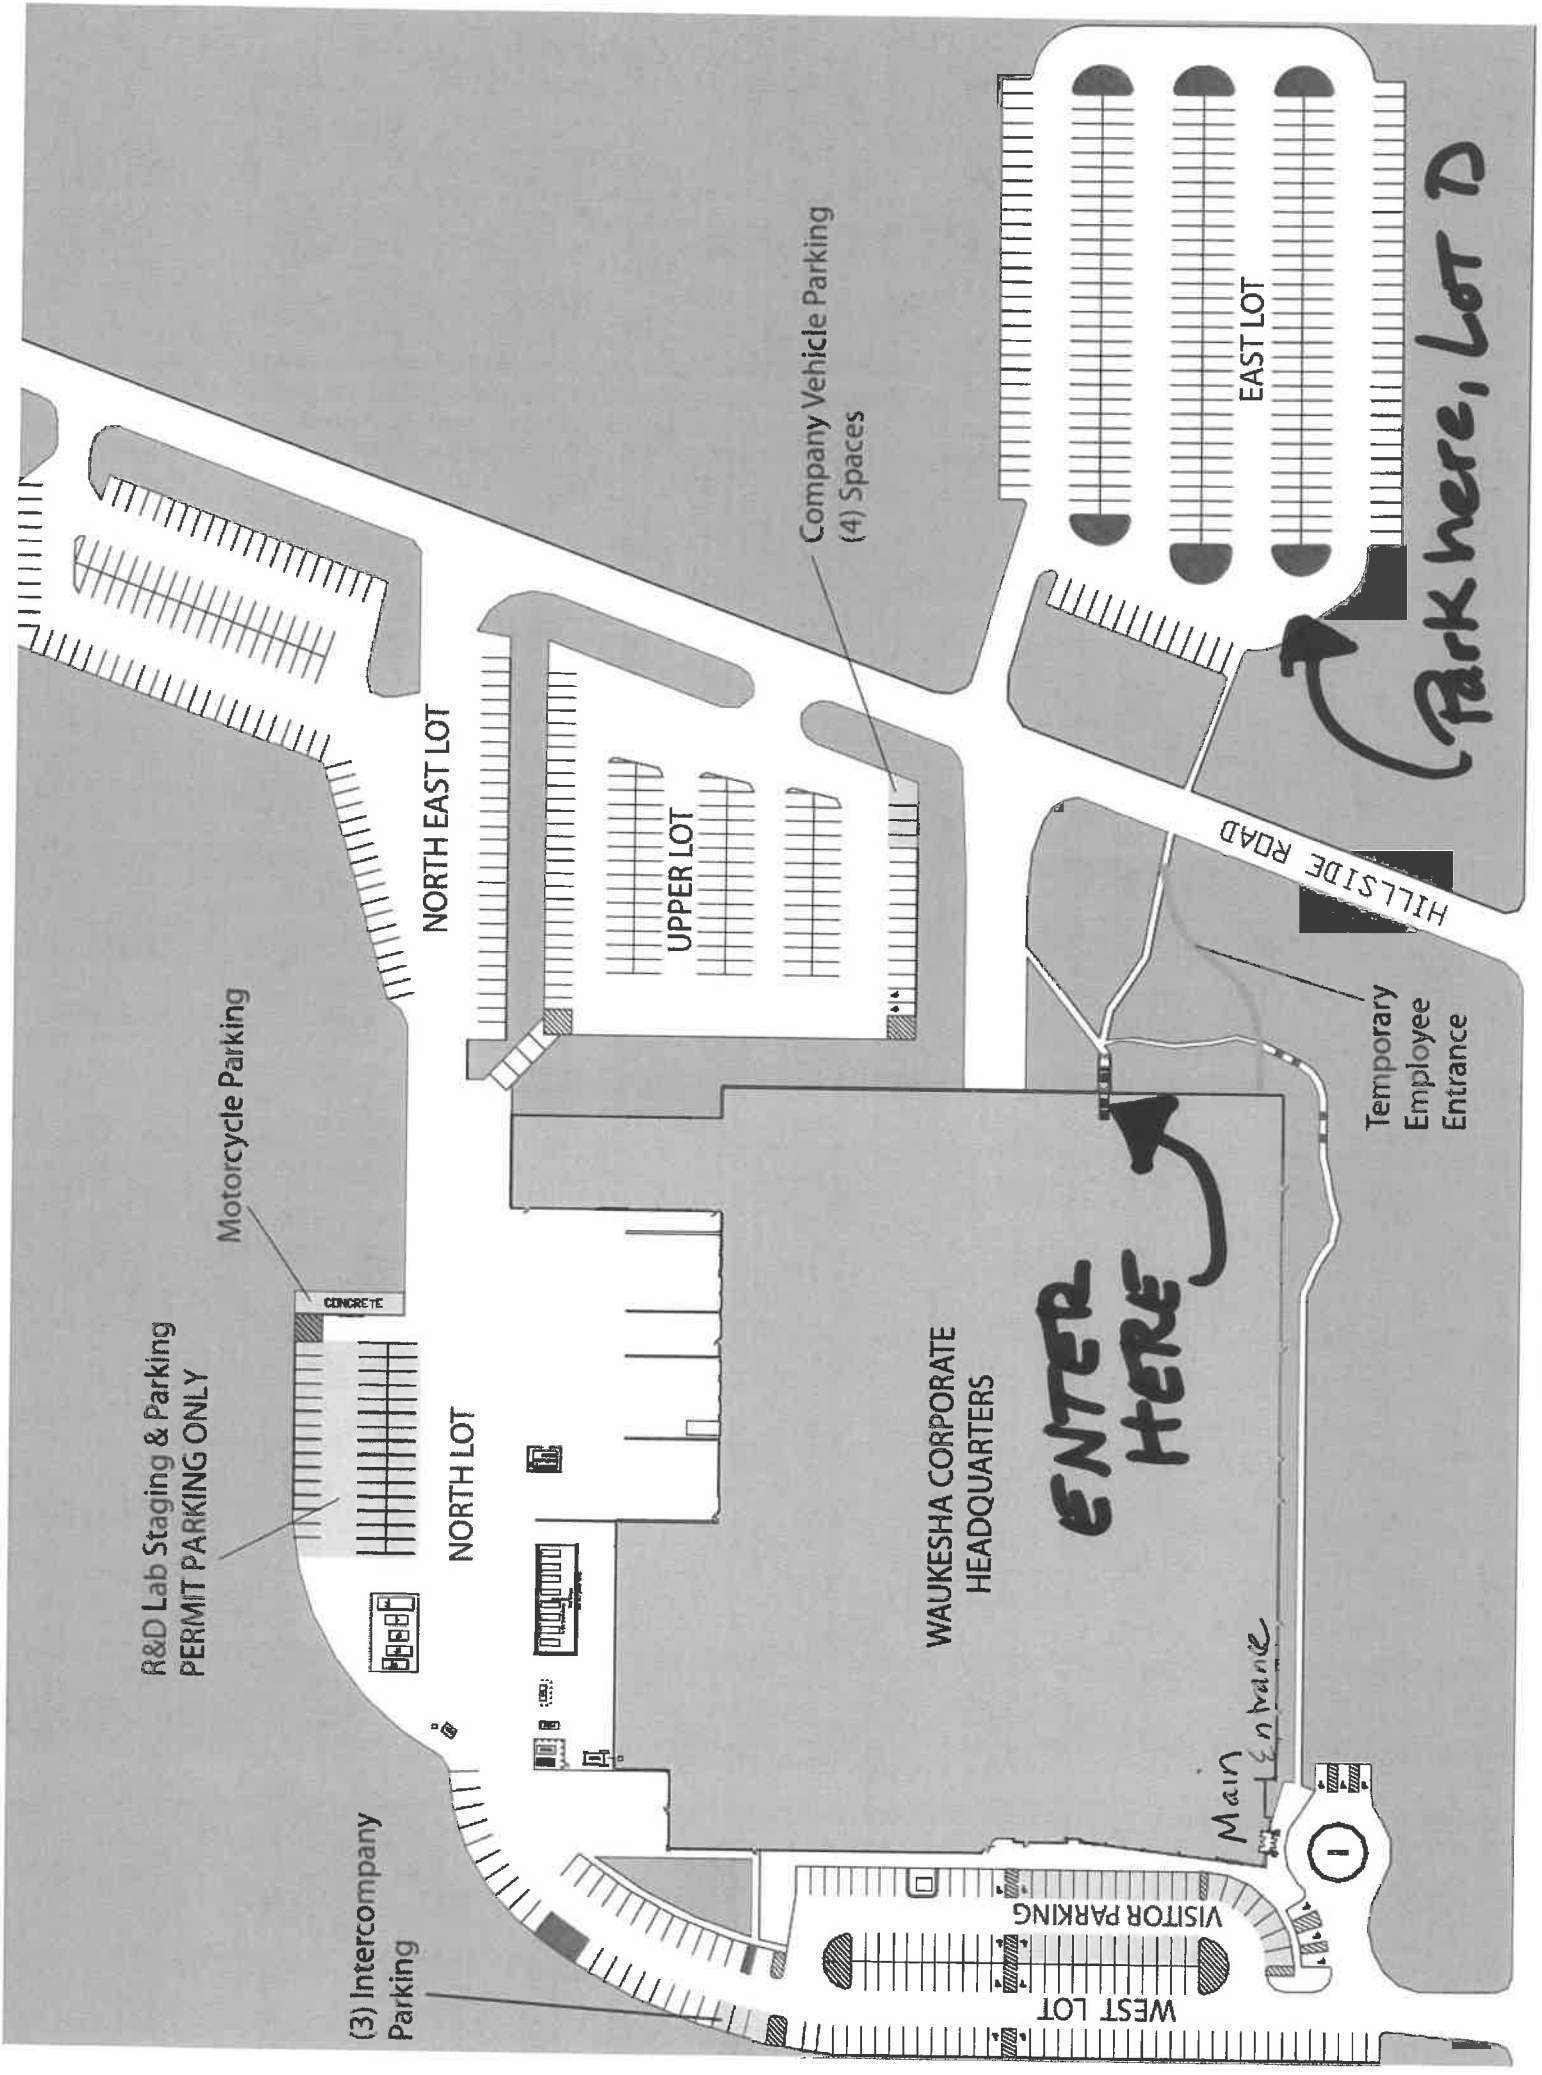 R&D Lab Staging & Parking
PERMIT PARKING ONLY
Motorcycle Parking
CONCRETE
(3) Intercompany
Parking
NORTH LOT
NORTH EAST LOT
UPPER LOT
Company Vehicle Parking
(4) Spaces
EAST LOT
Park here, Lot D
HILLSIDE ROAD
Temporary
Employee
Entrance
WAUKESHA CORPORATE
HEADQUARTERS
ENTER
HERE
Main
Entrance
VISITOR PARKING
WEST LOT